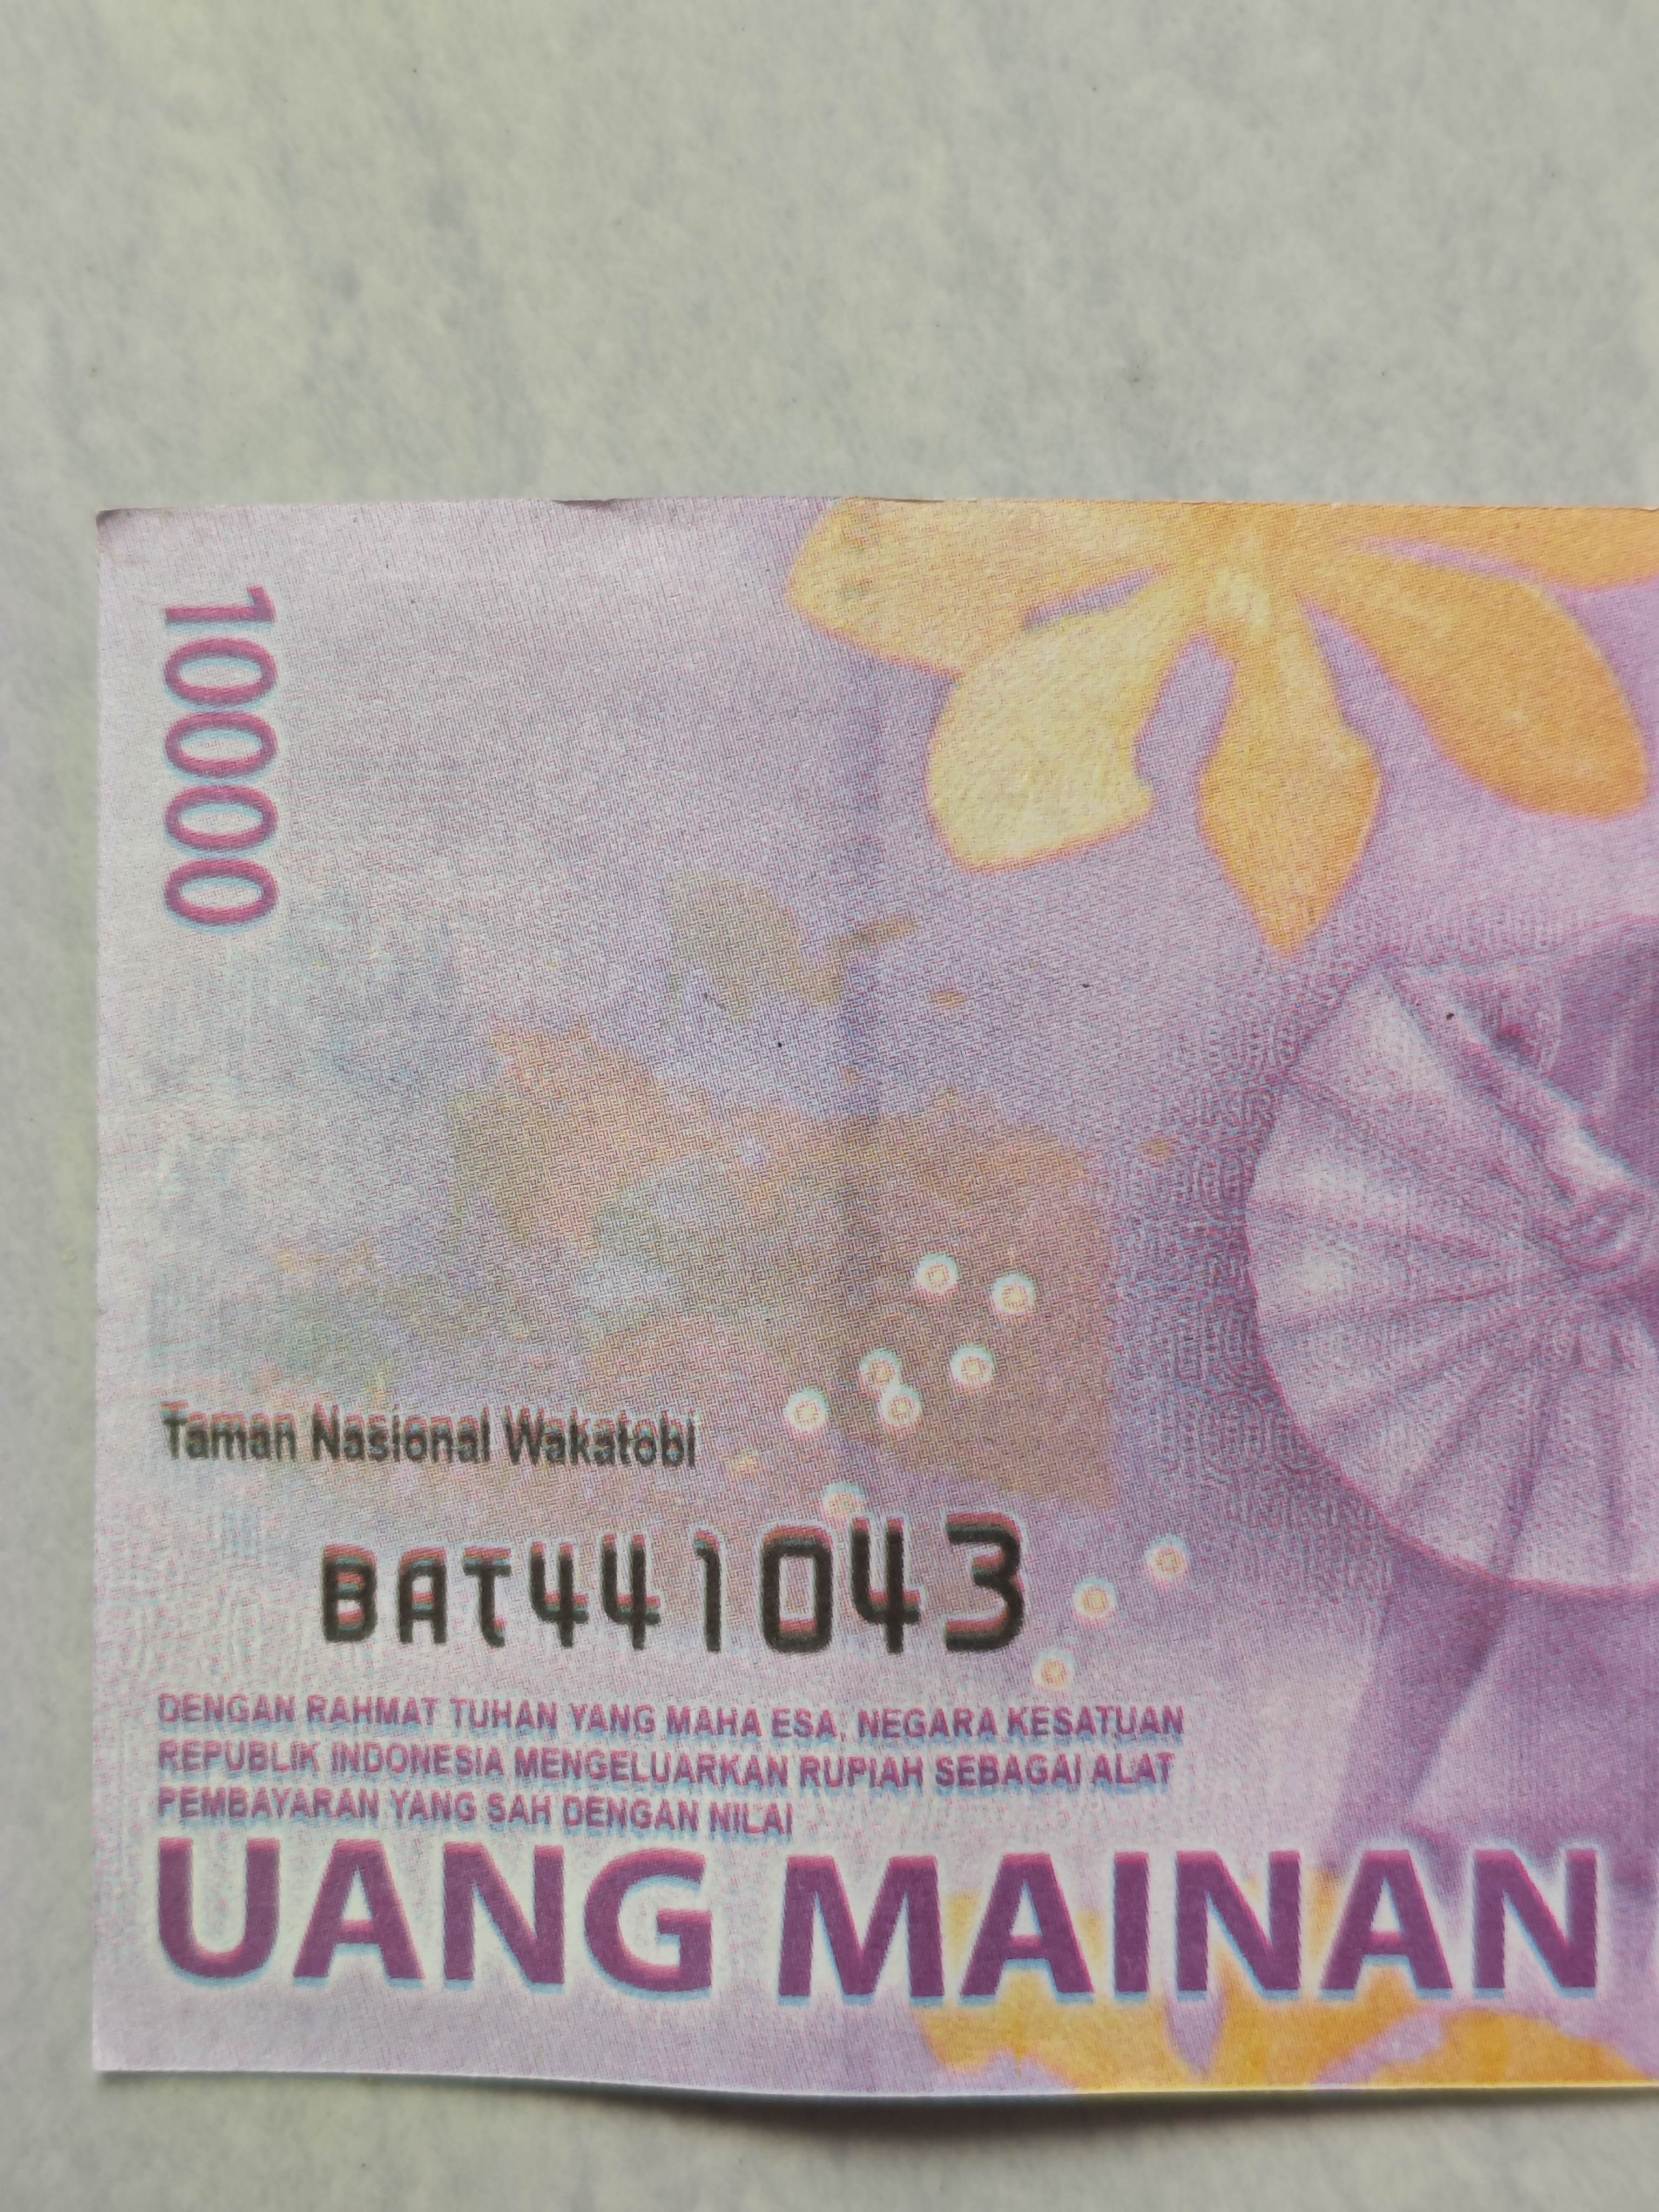 10000
Taman Nasional Wakatobi
BAT441043
DENGAN RAHMAT TUHAN YANG MAHA ESA, NEGARA KESATUAN
REPUBLIK INDONESIA MENGELUARKAN RUPIAH SEBAGAI ALAT
PEMBAYARAN YANG SAH DENGAN NILAI
UANG MAINAN